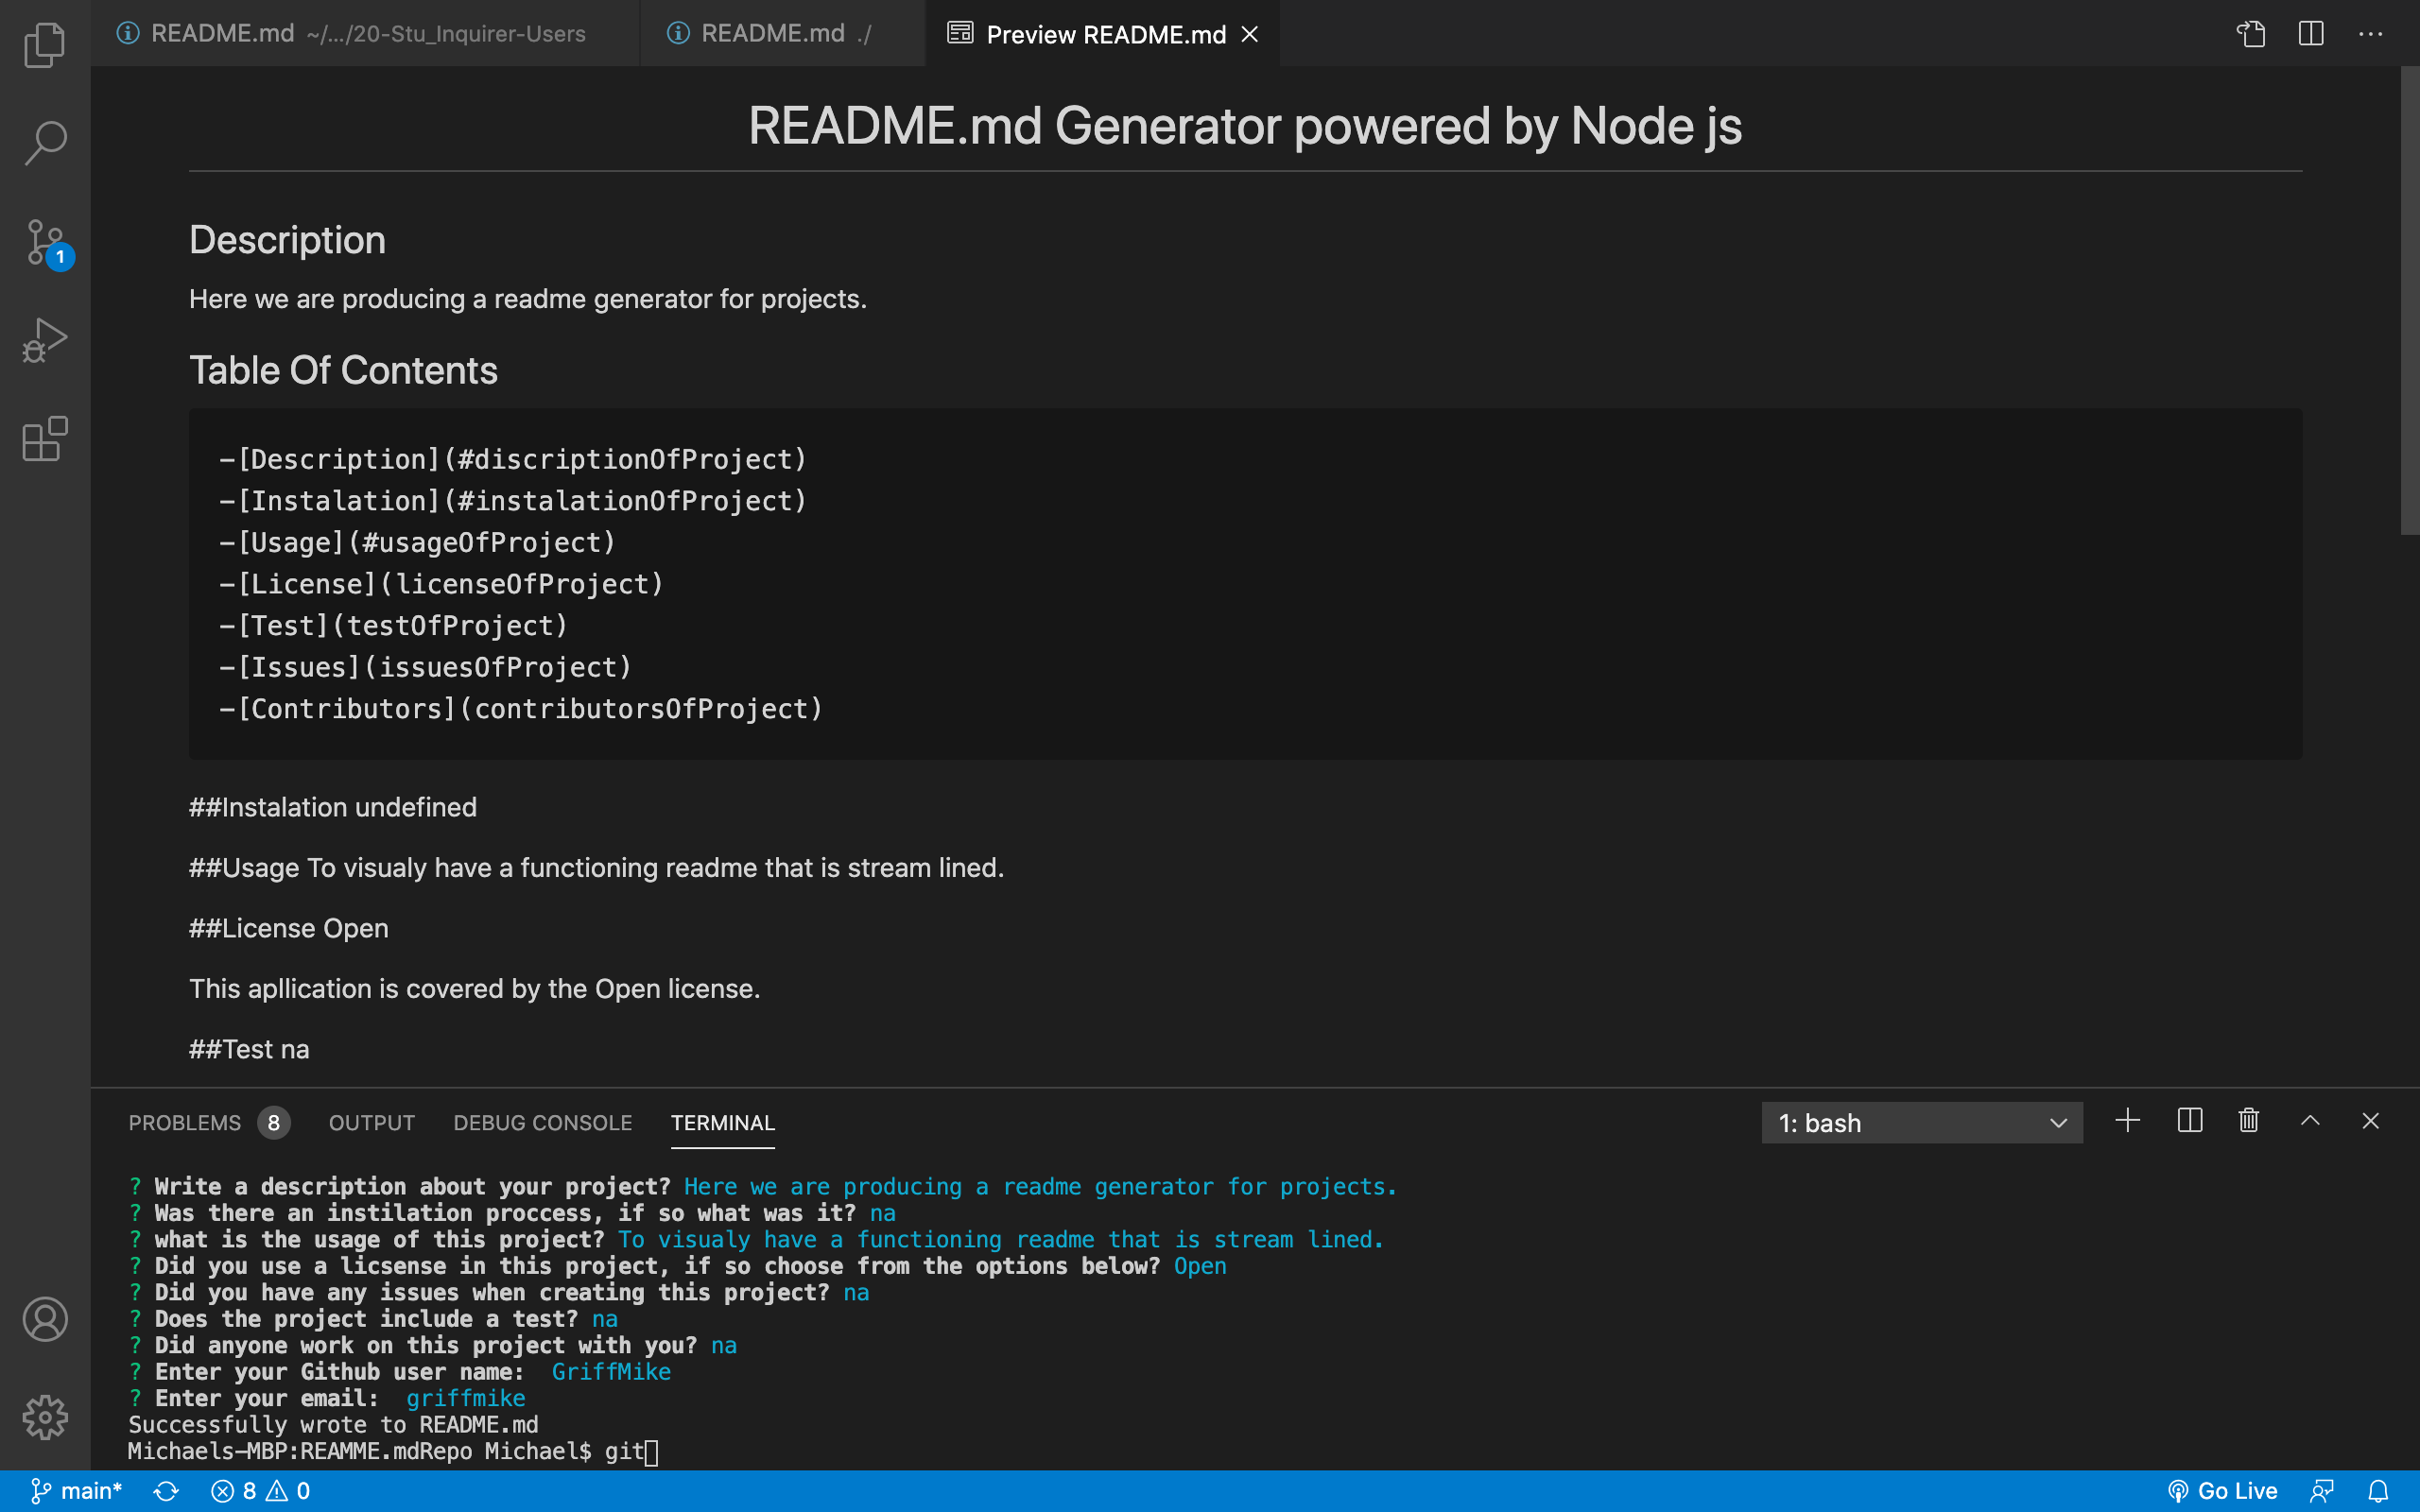 README.md ~/.../20-Stu_Inquirer-Users README.md ./ Preview README.md
README.md Generator powered by Node js
1
Description
Here we are producing a readme generator for projects.
Table Of Contents
-[Description](#discriptionOfProject)
-[Instalation](#instalationOfProject)
-[Usage](#usageOfProject)
-[License](licenseOfProject)
-[Test](testOfProject)
-[Issues](issuesOfProject)
-[Contributors](contributorsOfProject)
##Instalation undefined
##Usage To visualy have a functioning readme that is stream lined.
##License Open
This apllication is covered by the Open license.
##Test na
PROBLEMS 8 OUTPUT DEBUG CONSOLE TERMINAL 1: bash
? Write a description about your project? Here we are producing a readme generator for projects.
? Was there an instilation proccess, if so what was it? na
? what is the usage of this project? To visualy have a functioning readme that is stream lined.
? Did you use a licsense in this project, if so choose from the options below? Open
? Did you have any issues when creating this project? na
? Does the project include a test? na
? Did anyone work on this project with you? na
? Enter your Github user name: GriffMike
? Enter your email: griffmike
Successfully wrote to README.md
Michaels-MBP:REAMME.mdRepo Michael$ git
main* 8 0 Go Live